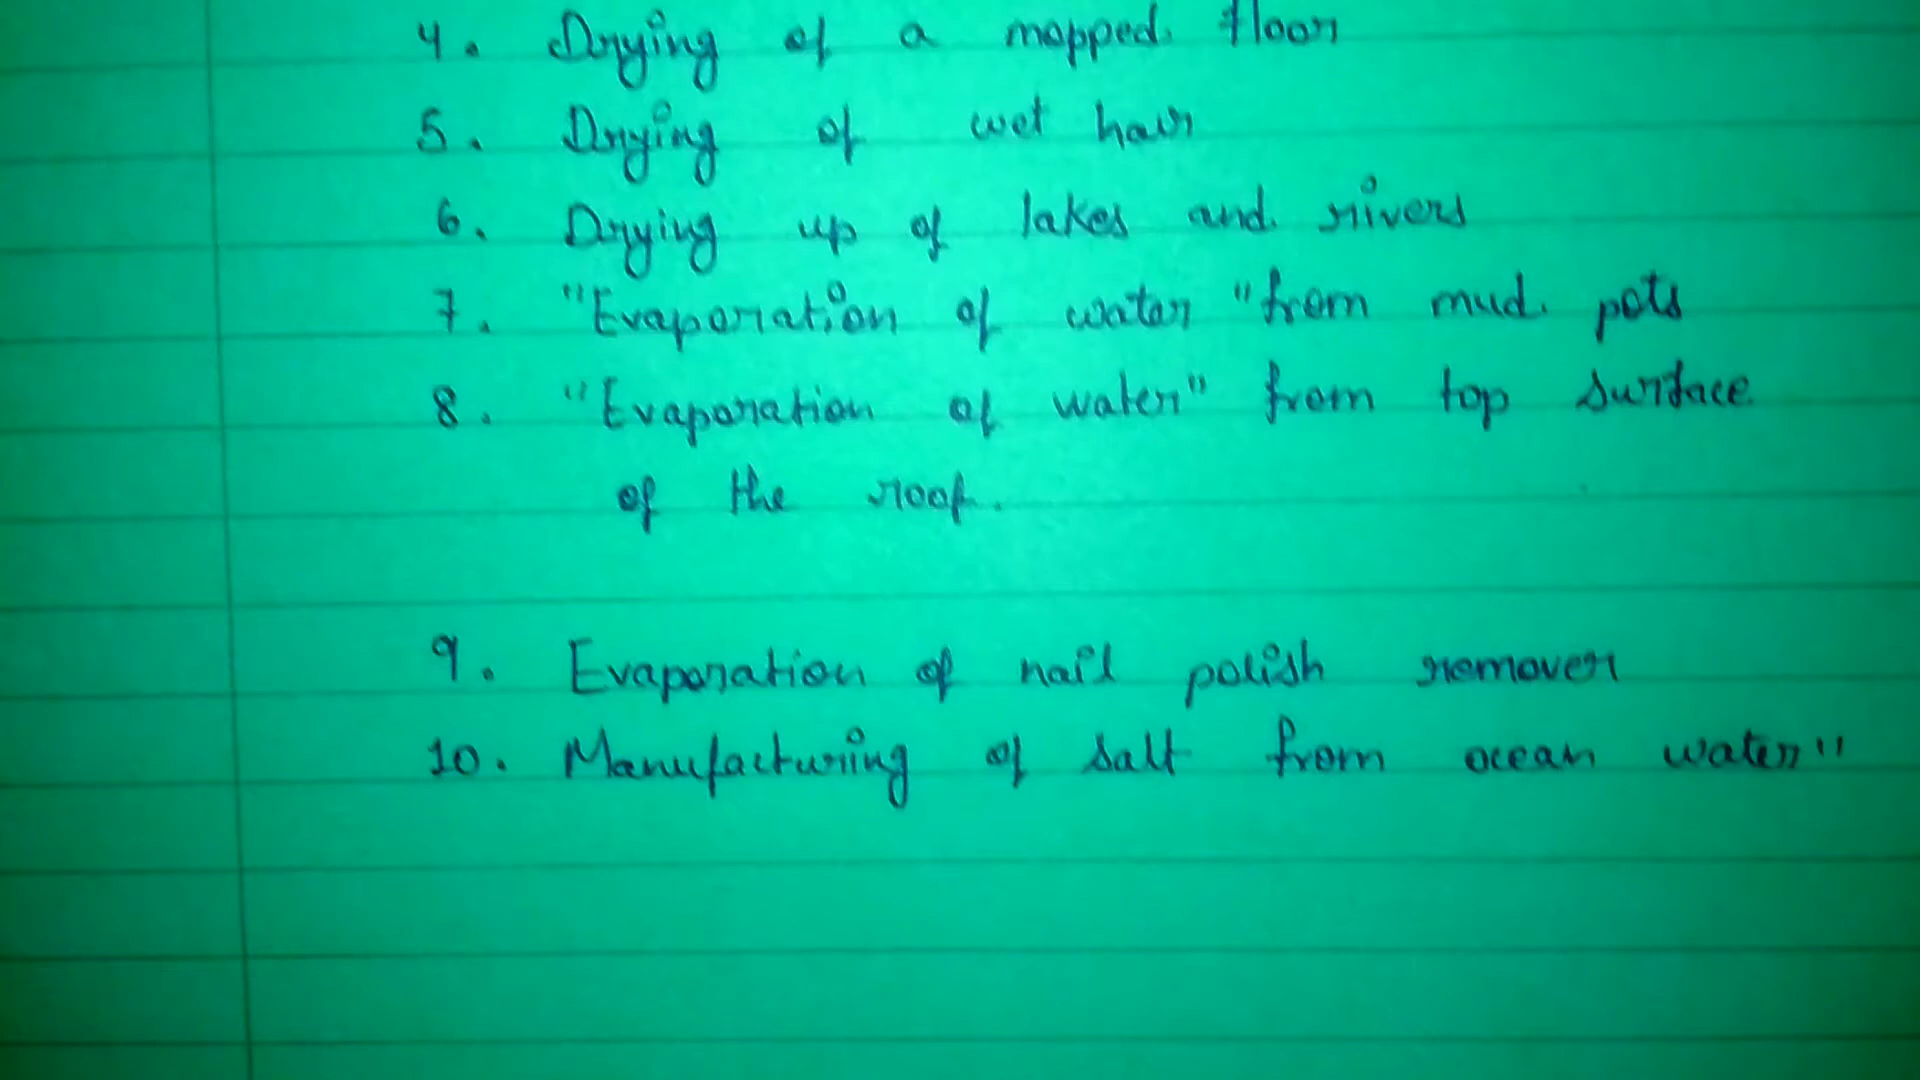 4. Drying of a mopped floor
5. Drying of wet hair
6. Drying up of lakes and rivers
7. "Evaporation of water "from mud pots
8. "Evaporation of water" from top surface
of the roof.
9. Evaporation of nail polish remover
10. Manufacturing of salt from ocean water"